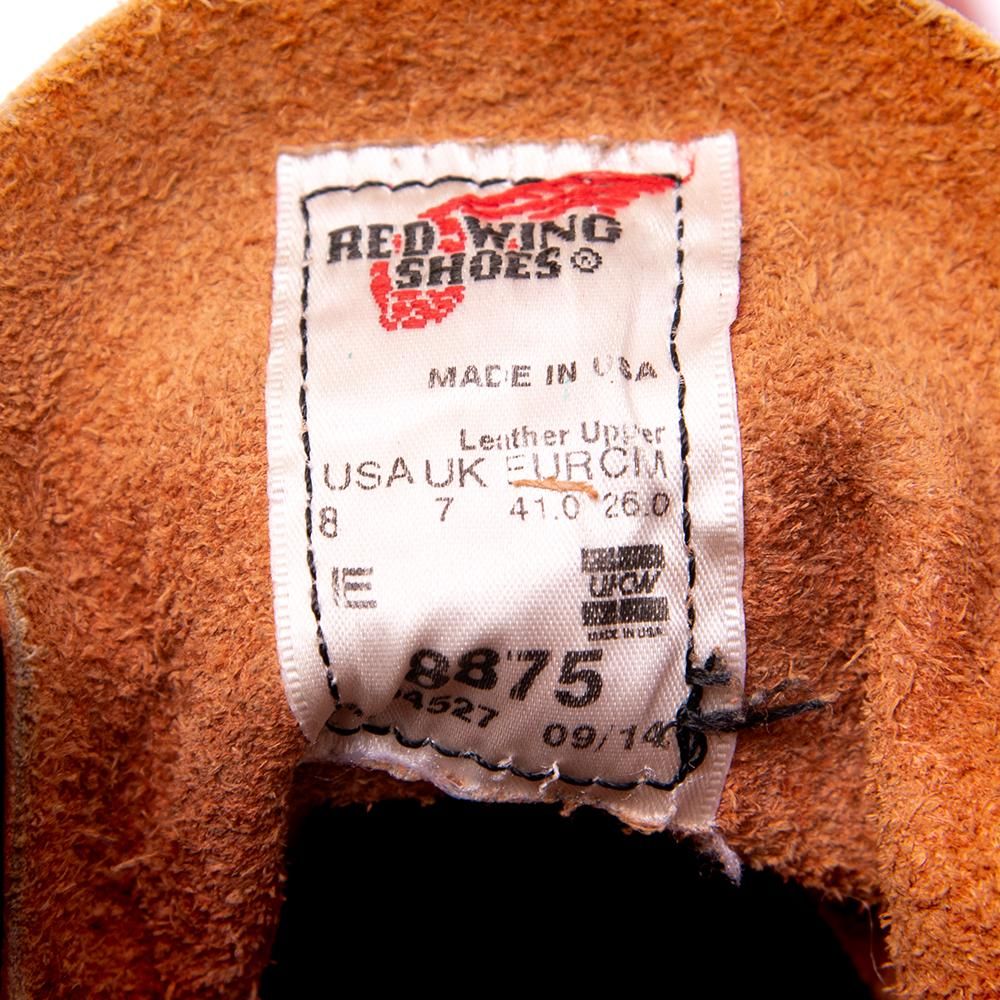 RED WING
SHOES®
MADE IN USA
Leather Upper
USA UK EUR CM
8 7 41.0 26.0
E
UFCW
MADE IN USA
8875
09/14